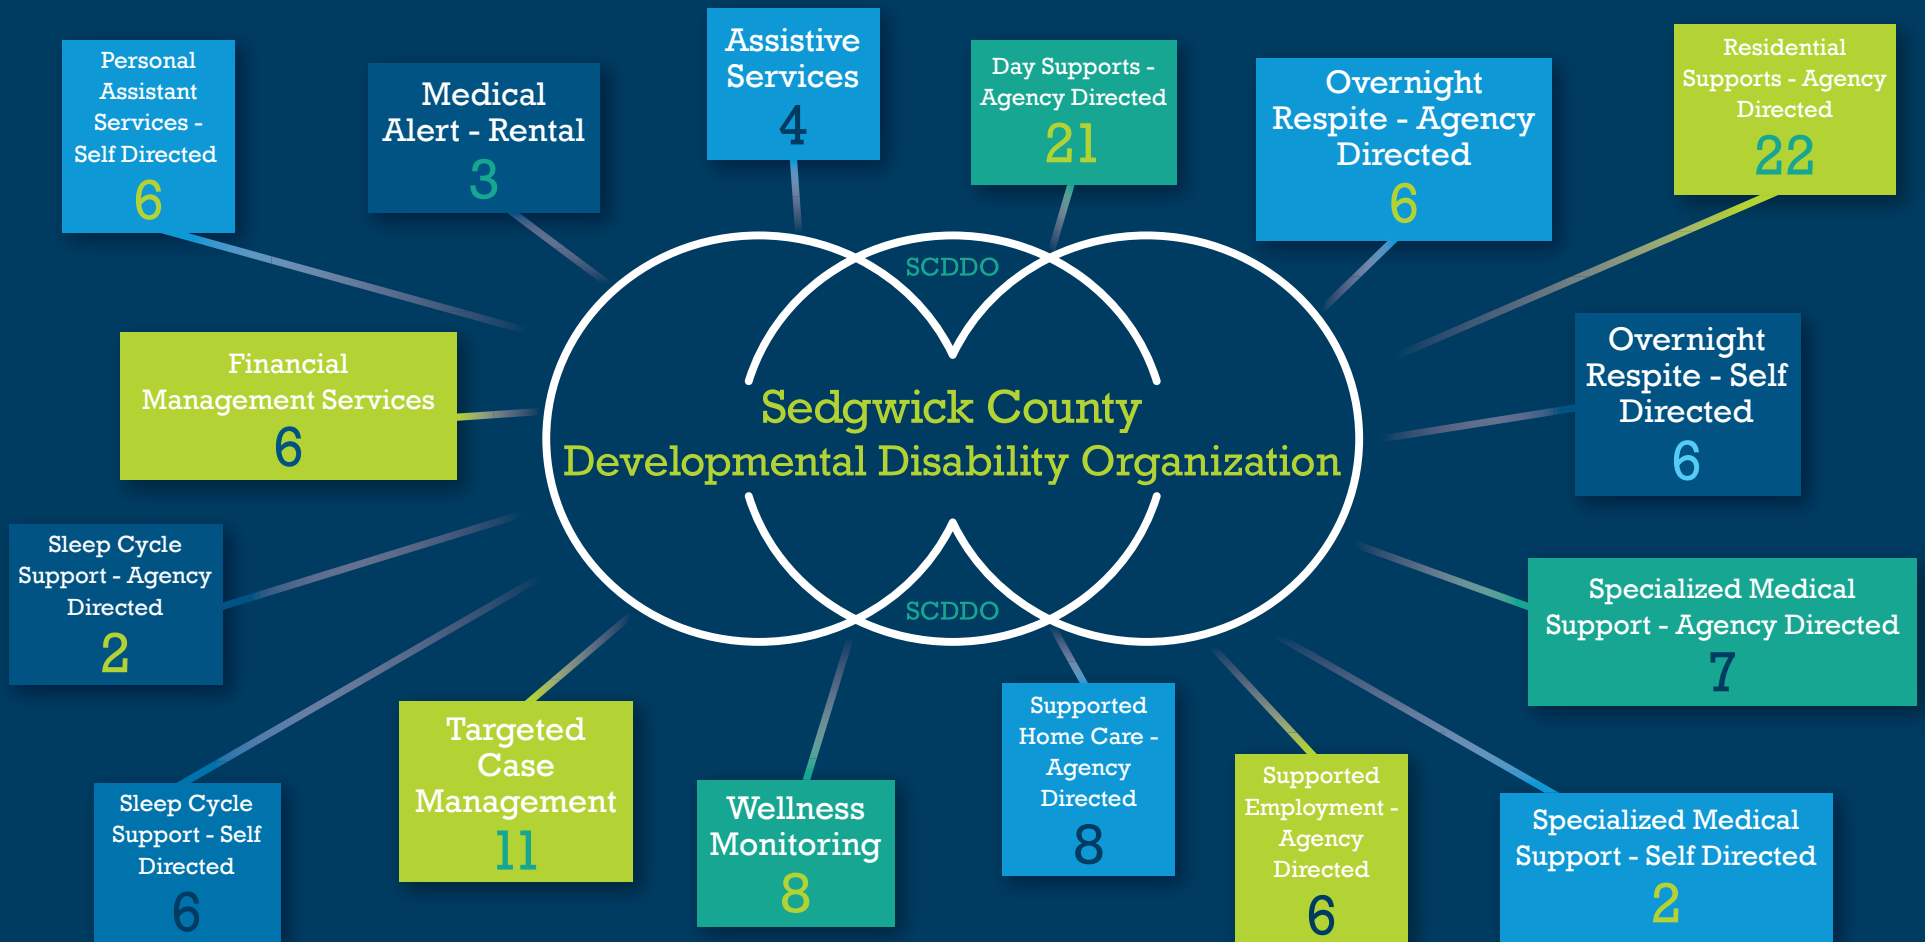 Personal
Assistant
Services -
Self Directed
6
Medical
Alert - Rental
3
Assistive
Services
4
Day Supports -
Agency Directed
21
Overnight
Respite - Agency
Directed
6
Residential
Supports - Agency
Directed
22
SCDDO
Financial
Management Services
6
Sedgwick County
Developmental Disability Organization
Overnight
Respite - Self
Directed
6
Sleep Cycle
Support - Agency
Directed
2
SCDDO
Specialized Medical
Support - Agency Directed
7
Sleep Cycle
Support - Self
Directed
6
Targeted
Case
Management
11
Wellness
Monitoring
8
Supported
Home Care -
Agency
Directed
8
Supported
Employment -
Agency
Directed
6
Specialized Medical
Support - Self Directed
2